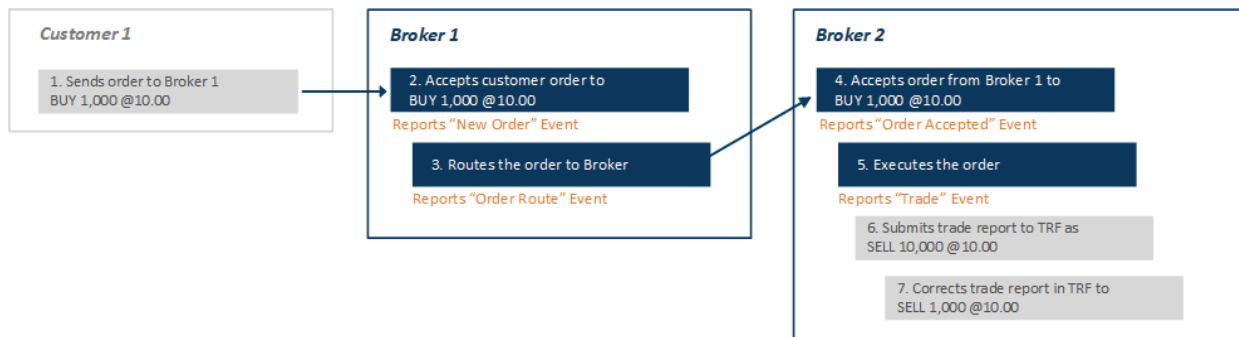 Customer 1
1. Sends order to Broker 1
BUY 1,000 @10.00
Broker 1
2. Accepts customer order to
BUY 1,000 @10.00
Reports “New Order” Event
3. Routes the order to Broker
Reports “Order Route” Event
Broker 2
4. Accepts order from Broker 1 to
BUY 1,000 @10.00
Reports “Order Accepted” Event
5. Executes the order
Reports “Trade” Event
6. Submits trade report to TRF as
SELL 10,000 @10.00
7. Corrects trade report in TRF to
SELL 1,000 @10.00